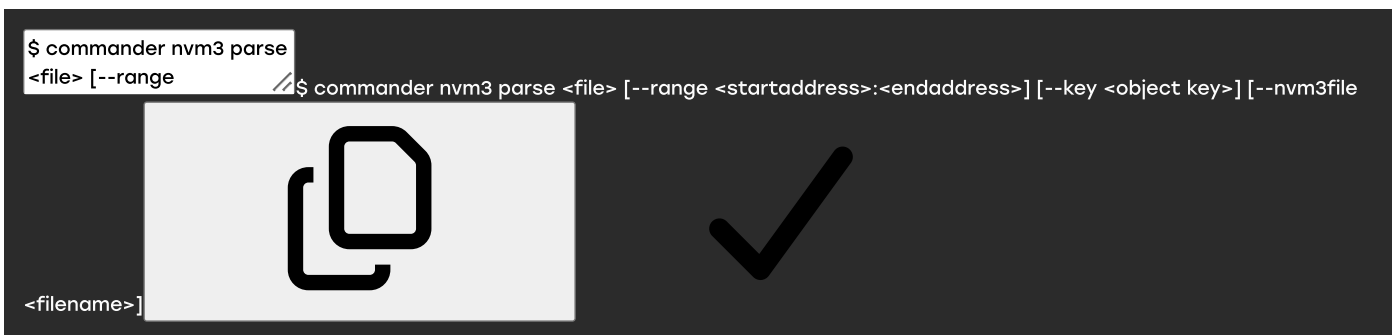 $ commander nvm3 parse
<file> [--range
$ commander nvm3 parse <file> [--range <startaddress>:<endaddress>] [--key <object key>] [--nvm3file
<filename>]